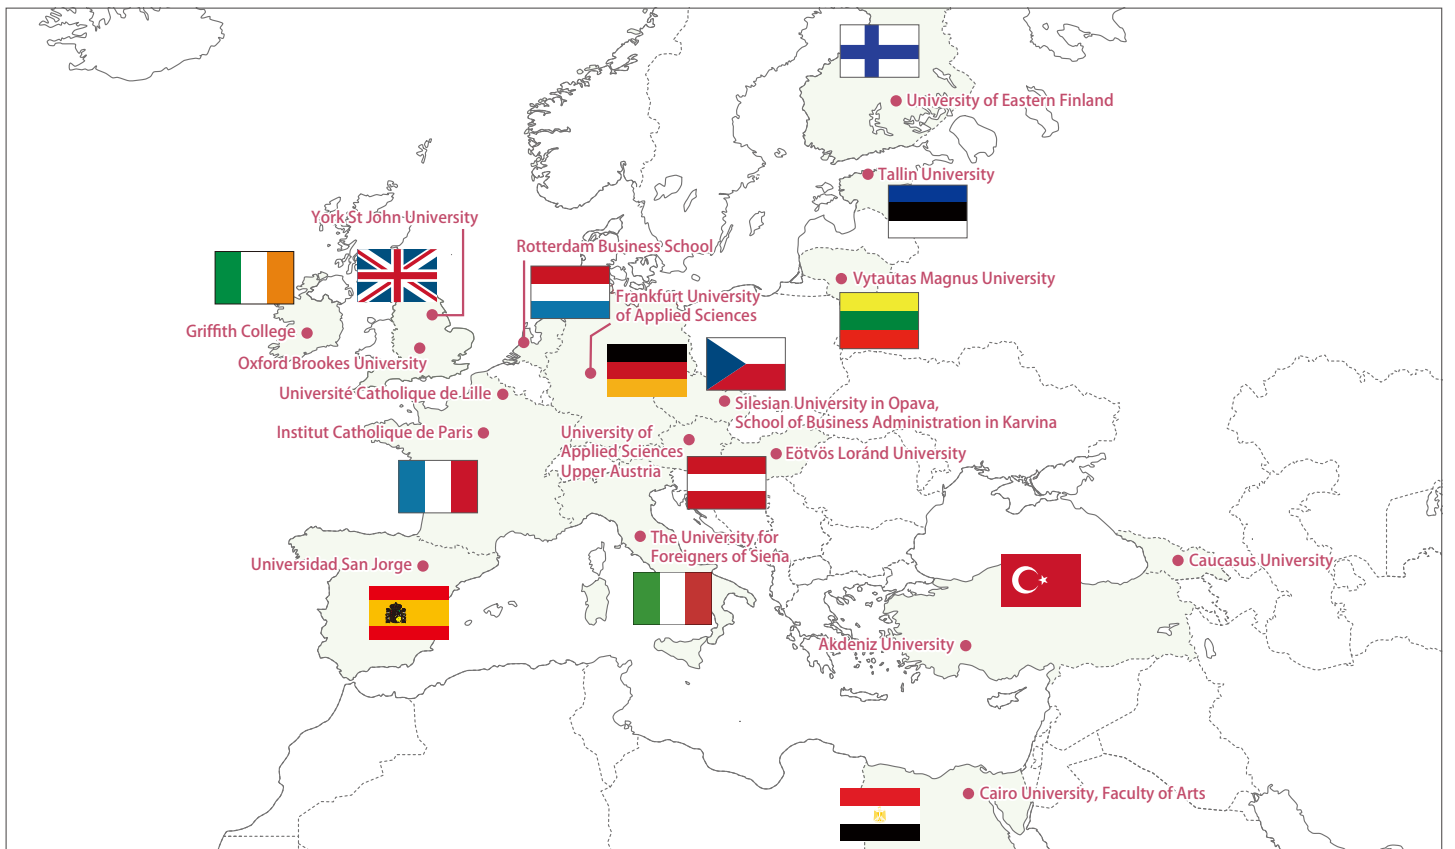 University of Eastern Finland
Tallin University
York St John University
Rotterdam Business School
Vytautas Magnus University
Frankfurt University
of Applied Sciences
Griffith College
Oxford Brookes University
Université Catholique de Lille
Silesian University in Opava,
School of Business Administration in Karvina
Institut Catholique de Paris
University of
Applied Sciences
Upper Austria
Eötvös Loránd University
The University for
Foreigners of Siena
Universidad San Jorge
Caucasus University
Akdeniz University
Cairo University, Faculty of Arts